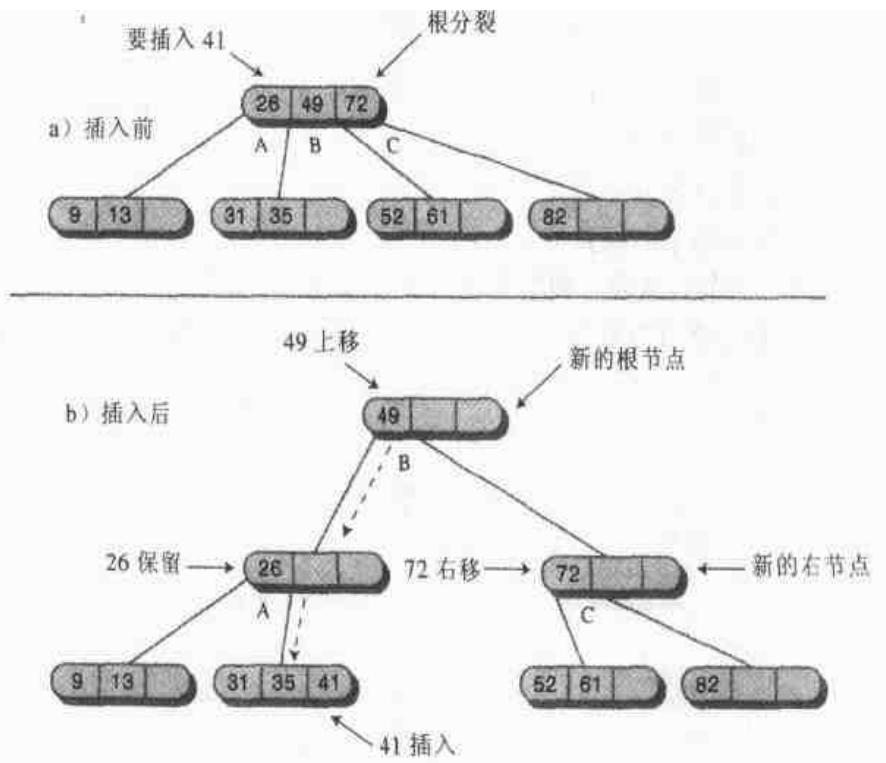 根分裂
要插入 41
26 49 72
a) 插入前
A B C
9 13
31 35
52 61
82
49 上移
新的根节点
b) 插入后
49
B
26 保留
26
72 右移
72
新的右节点
A
C
9 13
31 35 41
52 61
82
41 插入